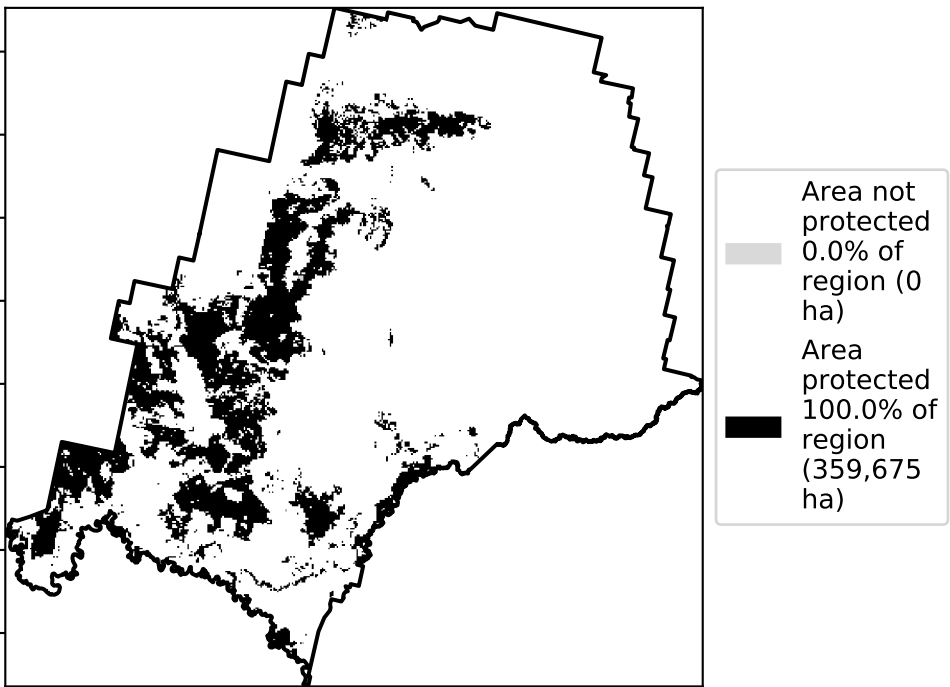 Area not
protected
0.0% of
region (0
ha)
Area
protected
100.0% of
region
(359,675
ha)